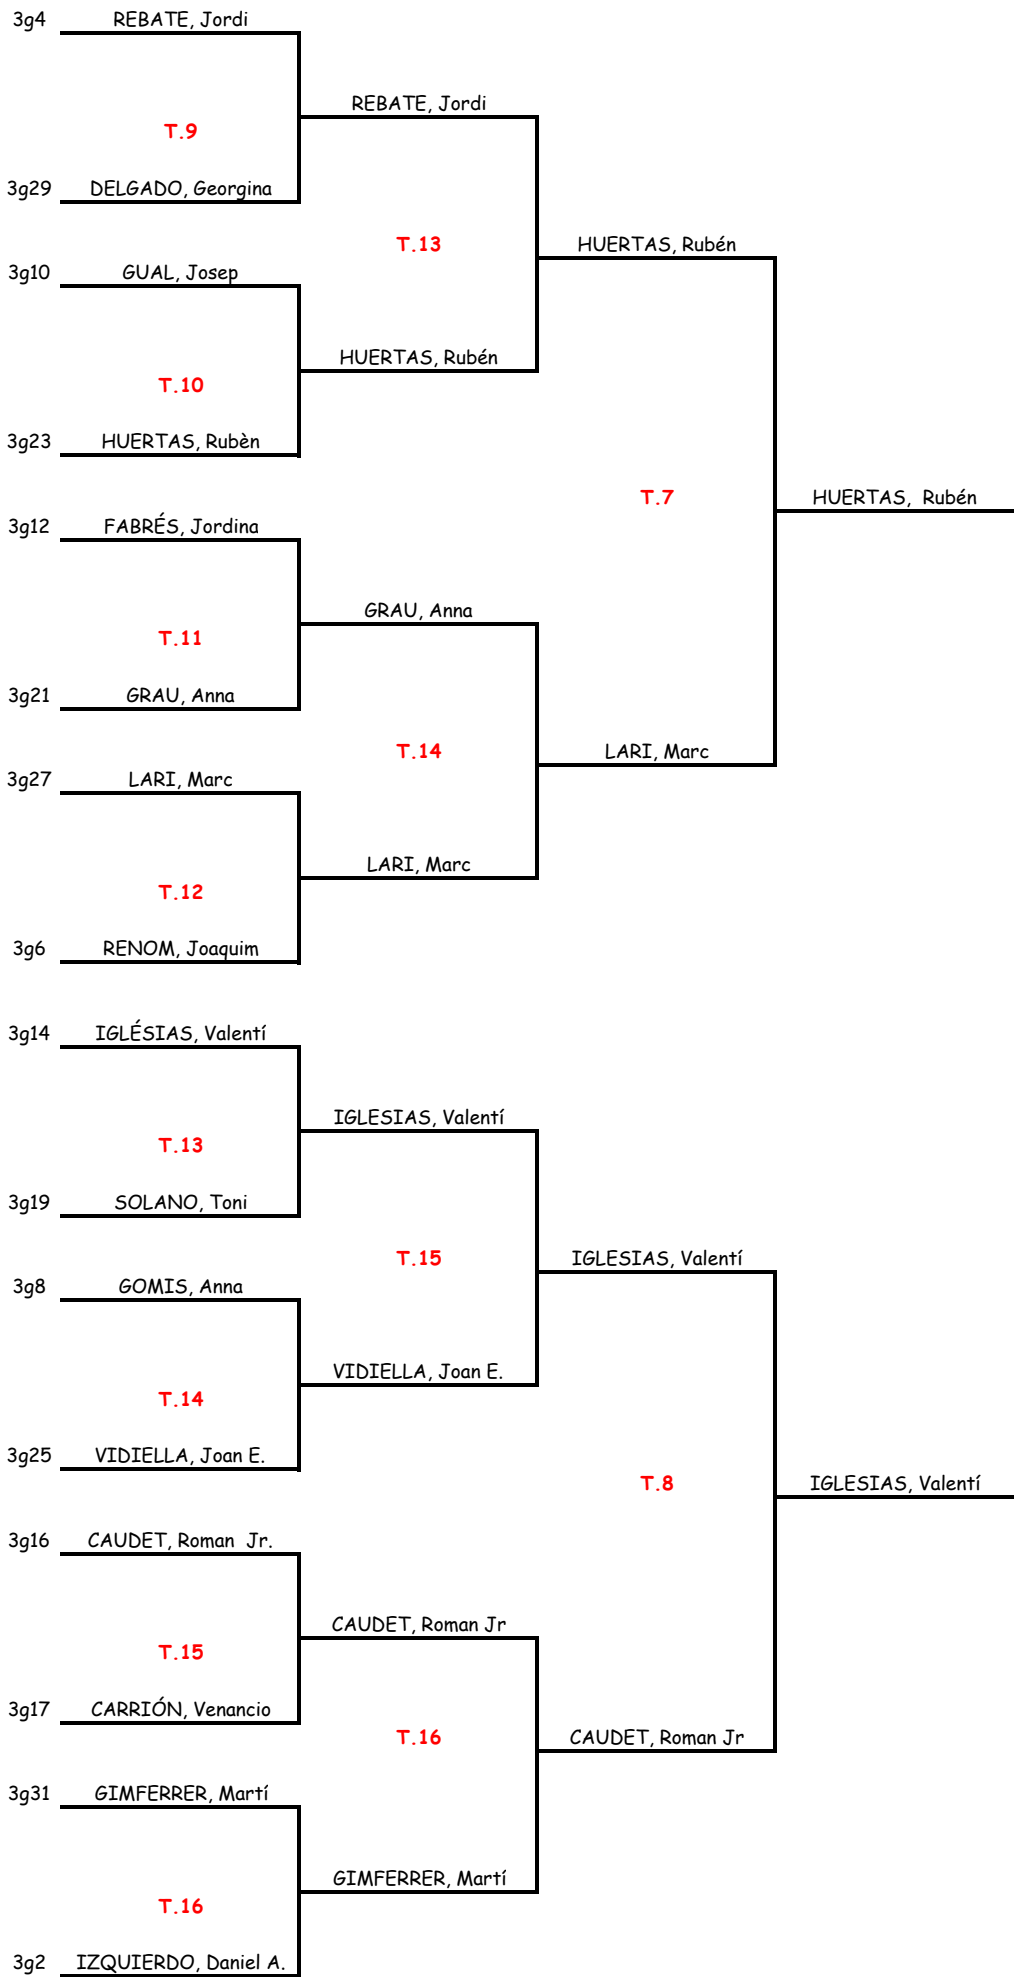 3g4 REBATE, Jordi
REBATE, Jordi
T.9
3g29 DELGADO, Georgina
T.13 HUERTAS, Rubén
3g10 GUAL, Josep
HUERTAS, Rubén
T.10
3g23 HUERTAS, Rubèn
T.7 HUERTAS, Rubén
3g12 FABRÉS, Jordina
GRAU, Anna
T.11
3g21 GRAU, Anna
T.14 LARI, Marc
3g27 LARI, Marc
LARI, Marc
T.12
3g6 RENOM, Joaquim
3g14 IGLÉSIAS, Valentí
IGLESIAS, Valentí
T.13
3g19 SOLANO, Toni
T.15 IGLESIAS, Valentí
3g8 GOMIS, Anna
VIDIELLA, Joan E.
T.14
3g25 VIDIELLA, Joan E.
T.8 IGLESIAS, Valentí
3g16 CAUDET, Roman Jr.
CAUDET, Roman Jr
T.15
3g17 CARRIÓN, Venancio
T.16 CAUDET, Roman Jr
3g31 GIMFERRER, Martí
GIMFERRER, Martí
T.16
3g2 IZQUIERDO, Daniel A.